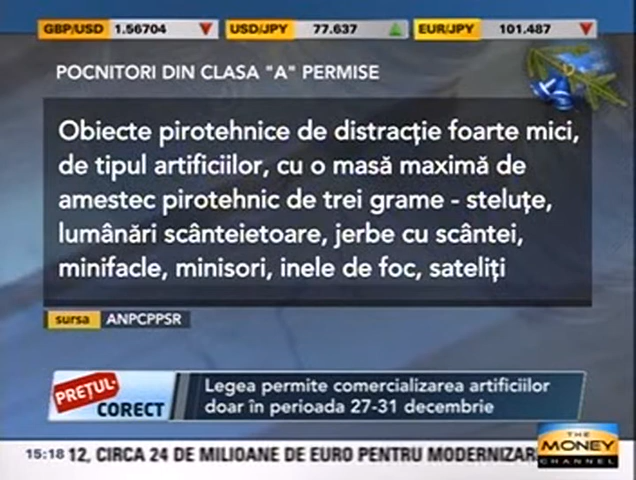 GBP/USD 1.56704 USD/JPY 77.637 EUR/JPY 101.487
POCNITORI DIN CLASA "A" PERMISE
Obiecte pirotehnice de distracție foarte mici,
de tipul artificiilor, cu o masă maximă de
amestec pirotehnic de trei grame - steluțe,
lumânări scânteietoare, jerbe cu scântei,
minifacle, minisori, inele de foc, sateliți
sursa ANPCPPSR
PREȚUL- CORECT
Legea permite comercializarea artificiilor
doar în perioada 27-31 decembrie
15:18 12, CIRCA 24 DE MILIOANE DE EURO PENTRU MODERNIZAR
THE MONEY CHANNEL